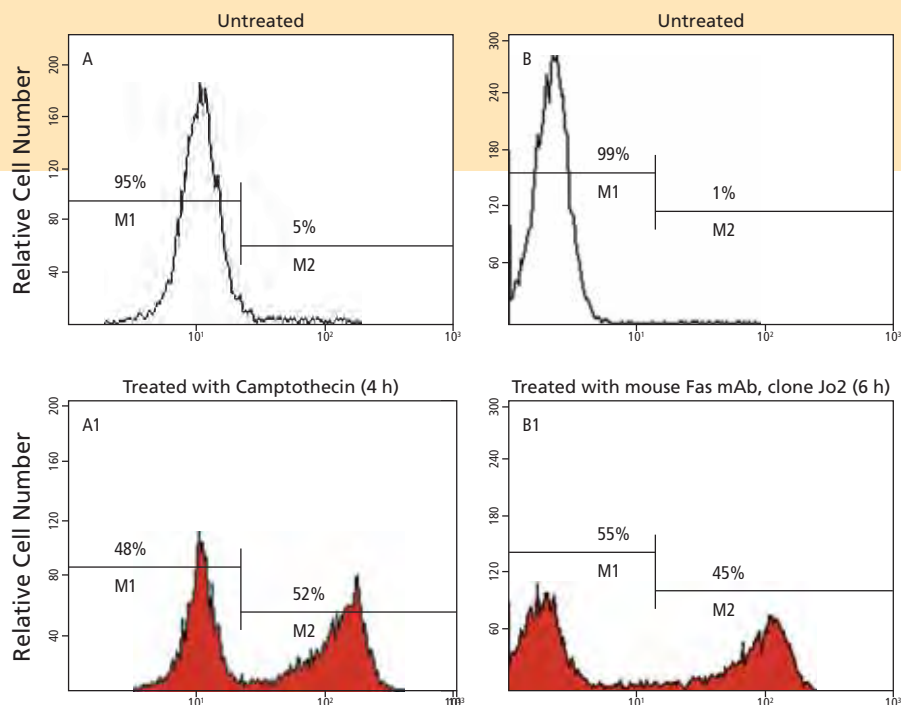 Untreated
Untreated
Relative Cell Number
200
160
120
80
40
A
95%
M1
5%
M2
10¹
10²
10³
300
240
180
120
60
B
99%
M1
1%
M2
10¹
10²
10³
Treated with Camptothecin (4 h)
Treated with mouse Fas mAb, clone Jo2 (6 h)
Relative Cell Number
200
160
120
80
40
A1
48%
M1
52%
M2
10¹
10²
300
240
180
120
60
B1
55%
M1
45%
M2
10¹
10²
10³